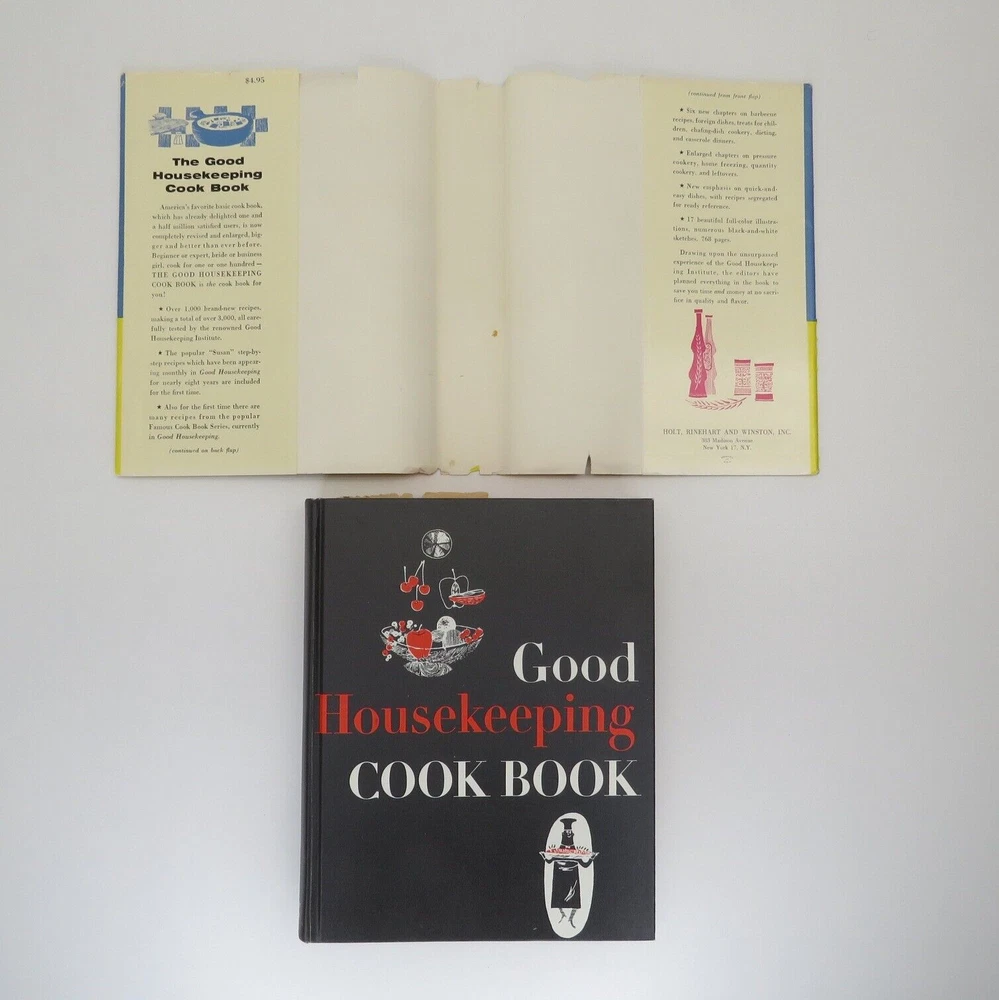 $4.95
The Good
Housekeeping
Cook Book
America's favorite basic cook book,
which has already delighted one and
a half million satisfied users, is now
completely revised and enlarged, big-
ger and better than ever before.
Beginner or expert, bride or business
girl, cook for one or one hundred—
THE GOOD HOUSEKEEPING
COOK BOOK is the cook book for
you!
★ Over 1,000 brand-new recipes,
making a total of over 3,000, all care-
fully tested by the renowned Good
Housekeeping Institute.
★ The popular "Susan" step-by-
step recipes which have been appear-
ing monthly in Good Housekeeping
for nearly eight years are included
for the first time.
★ Also for the first time there are
many recipes from the popular
Famous Cook Book Series, currently
in Good Housekeeping.
(continued on back flap)
(continued from front flap)
★ Six new chapters on barbecue
recipes, foreign dishes, treats for chil-
dren, chafing-dish cookery, dieting,
and casserole dinners.
★ Enlarged chapters on pressure
cookery, home freezing, quantity
cookery, and leftovers.
★ New emphasis on quick-and-
easy dishes, with recipes segregated
for ready reference.
★ 17 beautiful full-color illustra-
tions, numerous black-and-white
sketches, 768 pages
Drawing upon the unsurpassed
experience of the Good Housekeep-
ing Institute, the editors have
planned everything in the book to
save you time and money at no sacri-
fice in quality and flavor.
HOLT, RINEHART AND WINSTON, INC.
383 Madison Avenue
New York 17, N.Y.
Good
Housekeeping
COOK BOOK